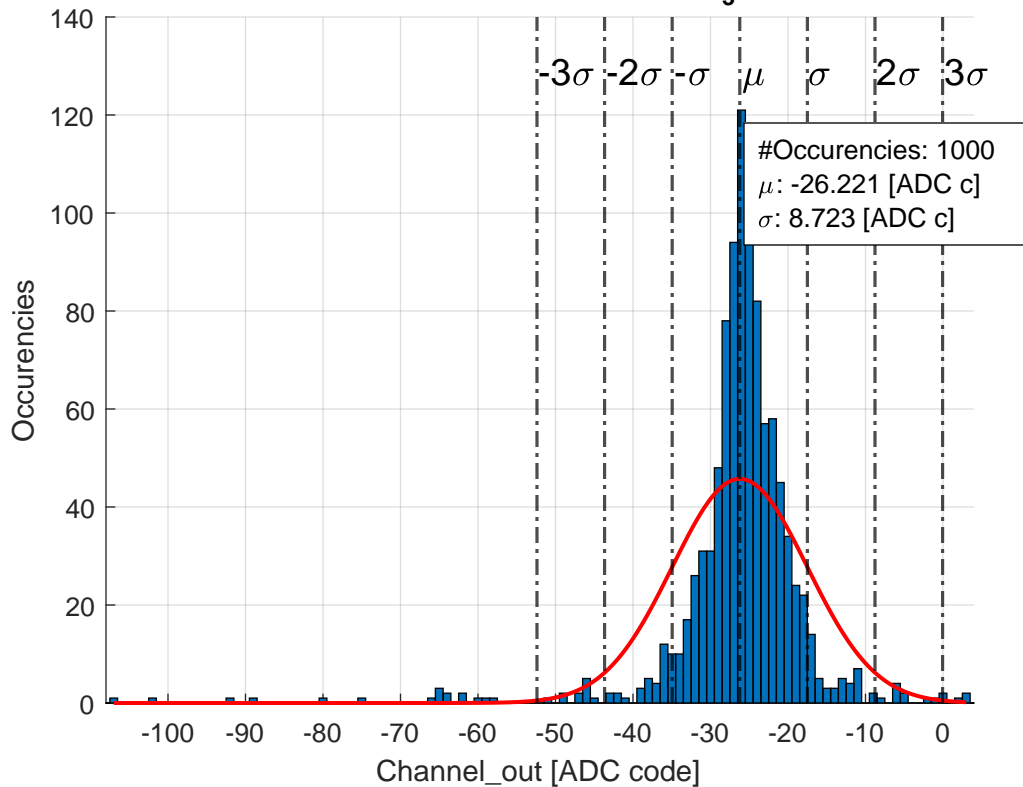 140
120
100
80
60
40
20
0
Occurencies
-3σ -2σ -σ μ σ 2σ 3σ
#Occurencies: 1000
μ: -26.221 [ADC c]
σ: 8.723 [ADC c]
-100 -90 -80 -70 -60 -50 -40 -30 -20 -10 0
Channel_out [ADC code]